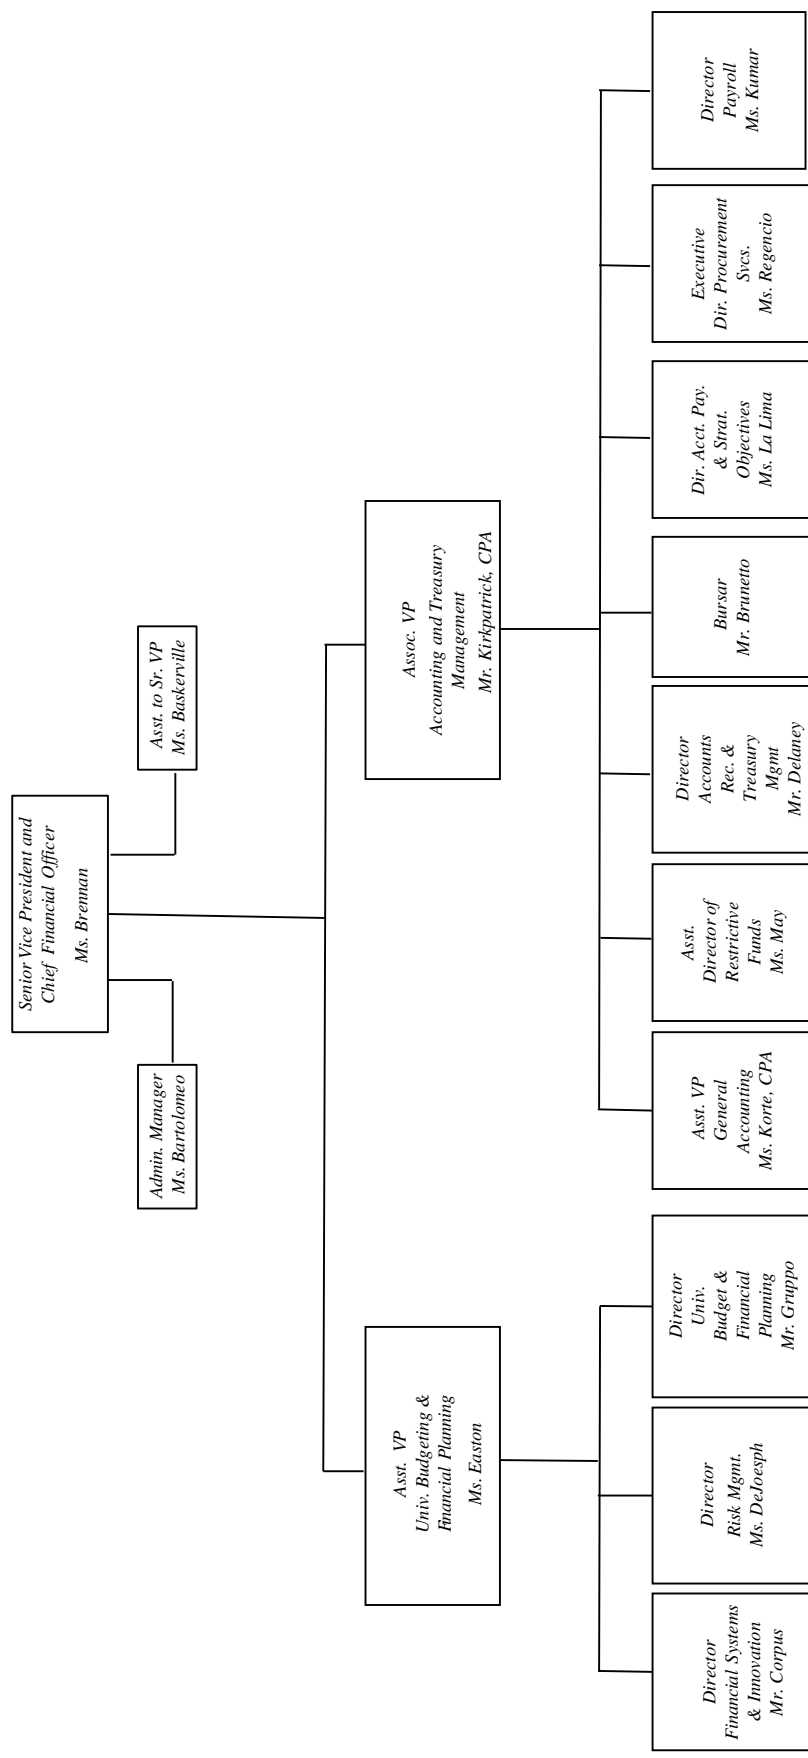 Senior Vice President and
Chief Financial Officer
Ms. Brennan
Admin. Manager
Ms. Bartolomeo
Asst. to Sr. VP
Ms. Baskerville
Asst. VP
Univ. Budgeting &
Financial Planning
Ms. Easton
Assoc. VP
Accounting and Treasury
Management
Mr. Kirkpatrick, CPA
Director
Financial Systems
& Innovation
Mr. Corpus
Director
Risk Mgmt.
Ms. DeJoesph
Director
Univ.
Budget &
Financial
Planning
Mr. Gruppo
Asst. VP
General
Accounting
Ms. Korte, CPA
Asst.
Director of
Restrictive
Funds
Ms. May
Director
Accounts
Rec. &
Treasury
Mgmt
Mr. Delaney
Bursar
Mr. Brunetto
Dir. Acct. Pay.
& Strat.
Objectives
Ms. La Lima
Executive
Dir. Procurement
Svcs.
Ms. Regencio
Director
Payroll
Ms. Kumar